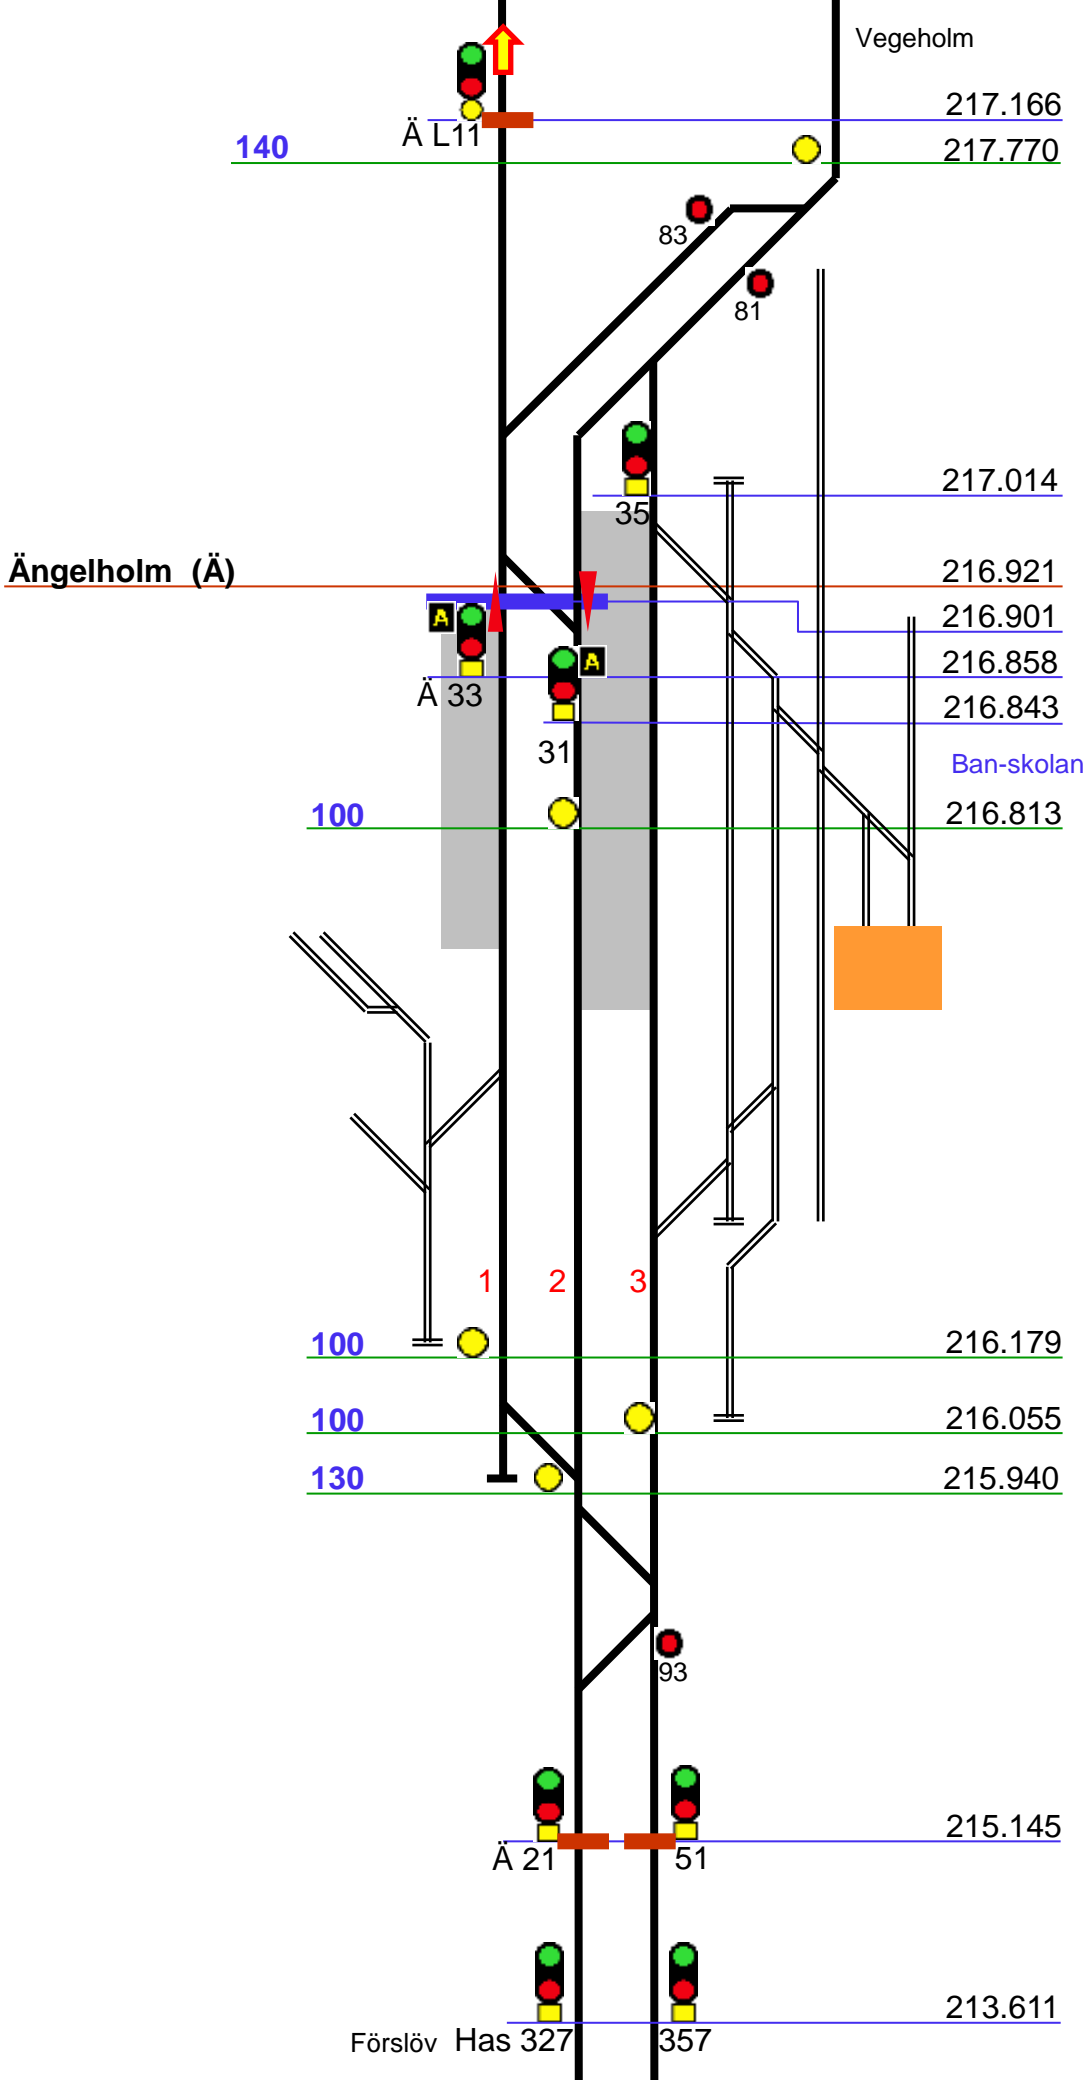 Vegeholm
217.166
Ä L11
140
217.770
83
81
217.014
35
Ängelholm (Ä)
216.921
216.901
A
A
216.858
Ä 33
216.843
31
Ban-skolan
100
216.813
1
2
3
100
216.179
100
216.055
130
215.940
93
215.145
Ä 21
51
213.611
Förslöv
Has 327
357